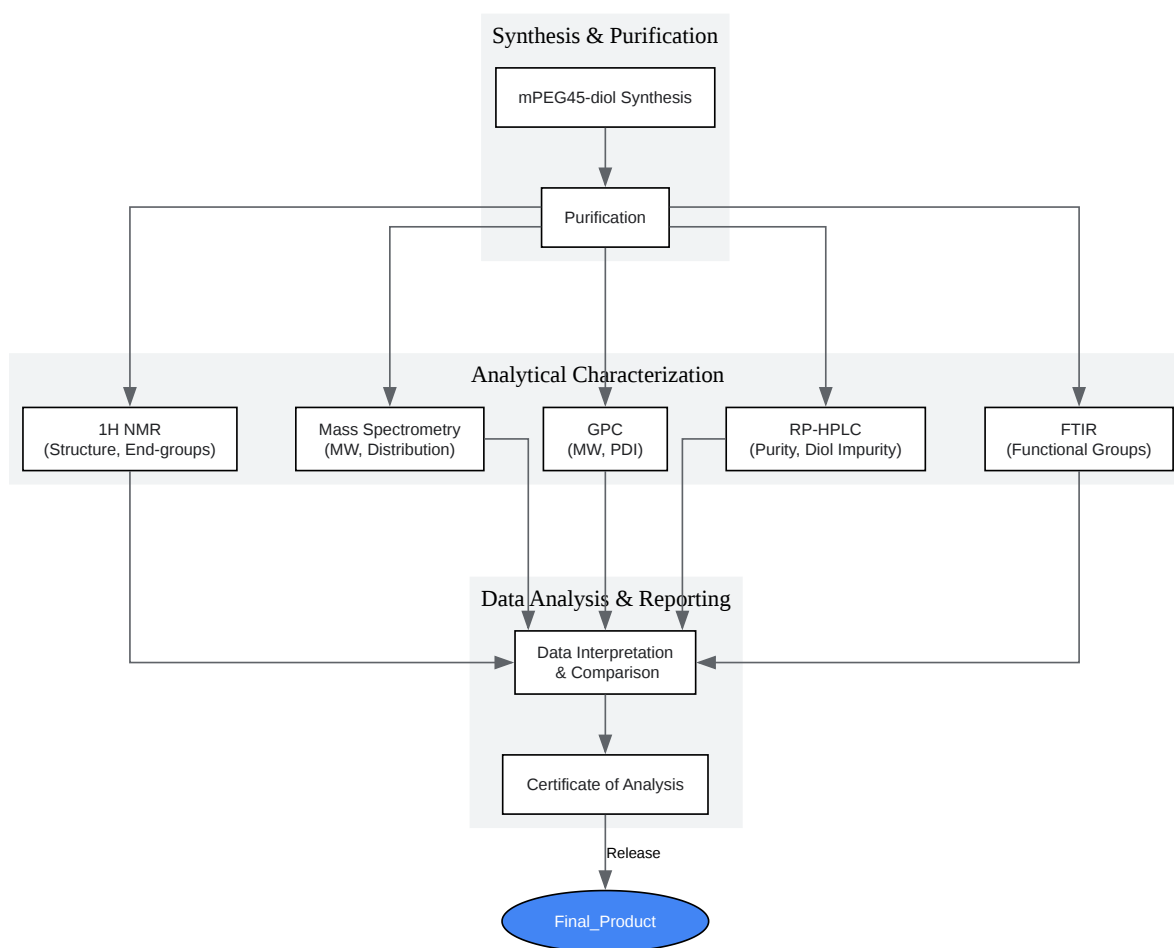 Synthesis & Purification
mPEG45-diol Synthesis
Purification
Analytical Characterization
1H NMR
(Structure, End-groups)
Mass Spectrometry
(MW, Distribution)
GPC
(MW, PDI)
RP-HPLC
(Purity, Diol Impurity)
FTIR
(Functional Groups)
Data Analysis & Reporting
Data Interpretation
& Comparison
Certificate of Analysis
Release
Final_Product